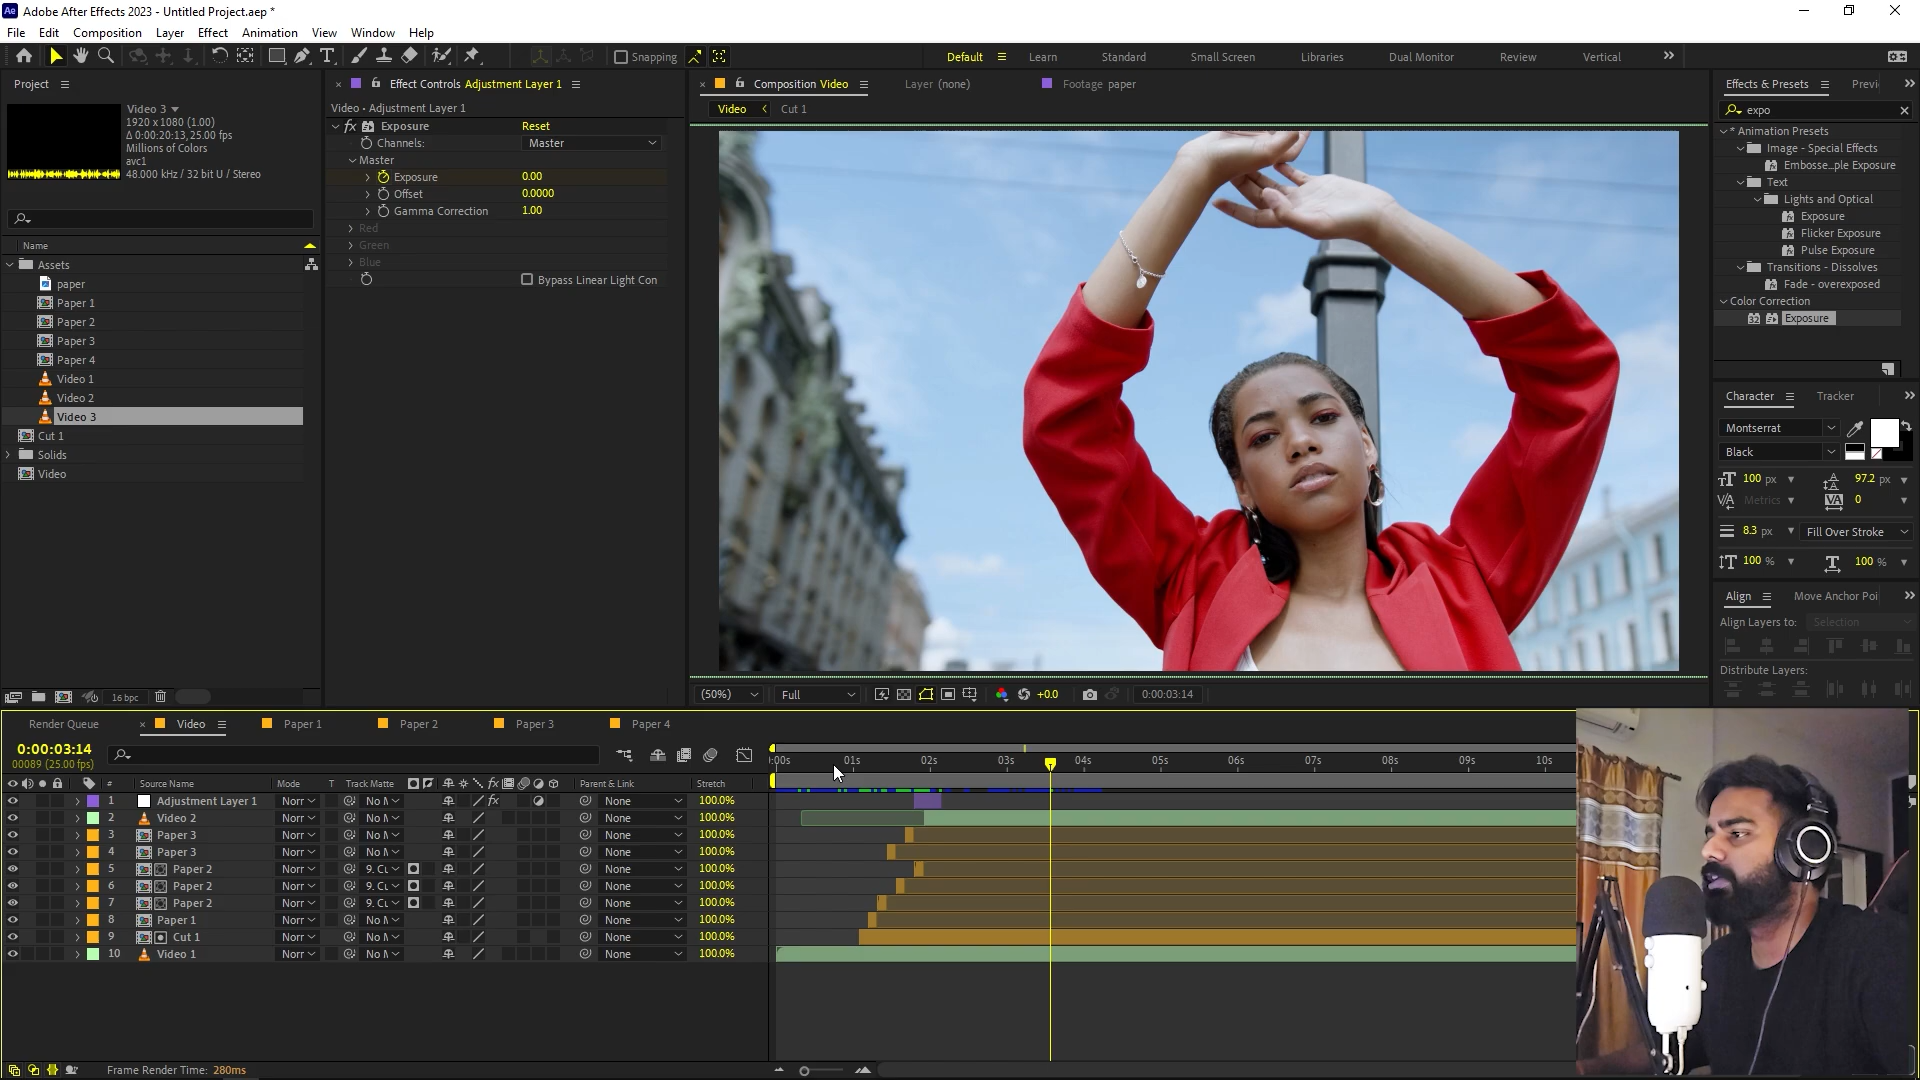 Adobe After Effects 2023 - Untitled Project.aep *
File Edit Composition Layer Effect Animation View Window Help
Snapping Default Learn Standard Small Screen Libraries Dual Monitor Review Vertical
Project
Video 3
1920 x 1080 (1.00)
Δ 0:00:20:13, 25.00 fps
Millions of Colors
avc1
48.000 kHz / 32 bit U / Stereo
Name
Assets
paper
Paper 1
Paper 2
Paper 3
Paper 4
Video 1
Video 2
Video 3
Cut 1
Solids
Video
16 bpc
Effect Controls Adjustment Layer 1
Video - Adjustment Layer 1
fx Exposure Reset
Channels: Master
Master
Exposure 0.00
Offset 0.0000
Gamma Correction 1.00
Red
Green
Blue
Bypass Linear Light Con
Composition Video Layer (none) Footage paper
Video Cut 1
(50%) Full +0.0 0:00:03:14
Effects & Presets Previ
expo
* Animation Presets
Image - Special Effects
Embosse...ple Exposure
Text
Lights and Optical
Exposure
Flicker Exposure
Pulse Exposure
Transitions - Dissolves
Fade - overexposed
Color Correction
32 Exposure
Character Tracker
Montserrat
Black
100 px 97.2 px
Metrics 0
8.3 px Fill Over Stroke
100 % 100 %
Align Move Anchor Poi
Align Layers to: Selection
Distribute Layers:
Render Queue Video Paper 1 Paper 2 Paper 3 Paper 4
0:00:03:14
00089 (25.00 fps)
:00s 01s 02s 03s 04s 05s 06s 07s 08s 09s 10s
# Source Name Mode T Track Matte fx Parent & Link Stretch
1 Adjustment Layer 1 Norr No M fx None 100.0%
2 Video 2 Norr No M None 100.0%
3 Paper 3 Norr No M None 100.0%
4 Paper 3 Norr No M None 100.0%
5 Paper 2 Norr 9. Cu None 100.0%
6 Paper 2 Norr 9. Cu None 100.0%
7 Paper 2 Norr 9. Cu None 100.0%
8 Paper 1 Norr No M None 100.0%
9 Cut 1 Norr No M None 100.0%
10 Video 1 Norr No M None 100.0%
Frame Render Time: 280ms